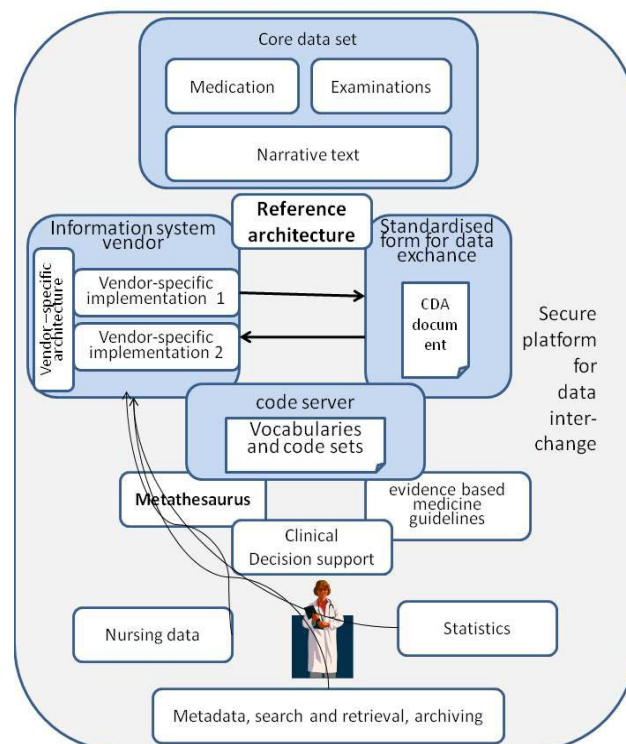 Core data set
Medication
Examinations
Narrative text
Reference
architecture
Information system
vendor
Vendor–specific
architecture
Vendor-specific
implementation 1
Vendor-specific
implementation 2
Standardised
form for data
exchance
CDA
docum
ent
Secure
platform
for
data
inter-
change
code server
Vocabularies
and code sets
Metathesaurus
evidence based
medicine
guidelines
Clinical
Decision support
Nursing data
Statistics
Metadata, search and retrieval, archiving